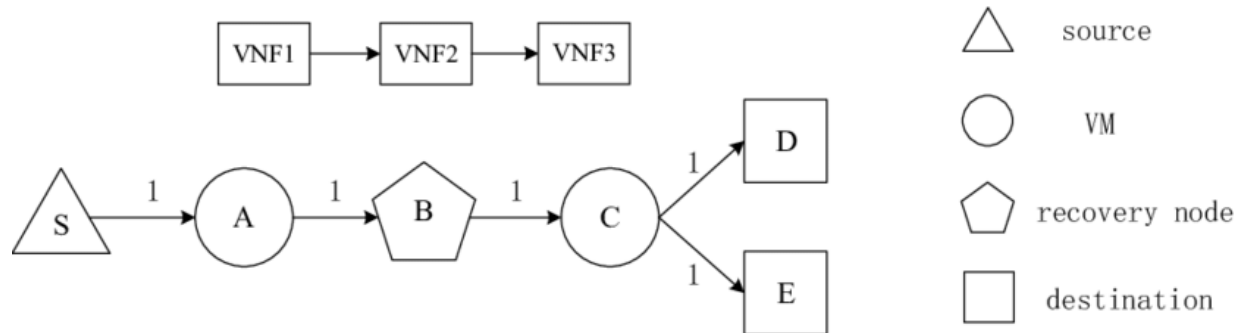 VNF1 VNF2 VNF3
source
VM
1 1 1 1 D
S A B C
1 E
recovery node
destination